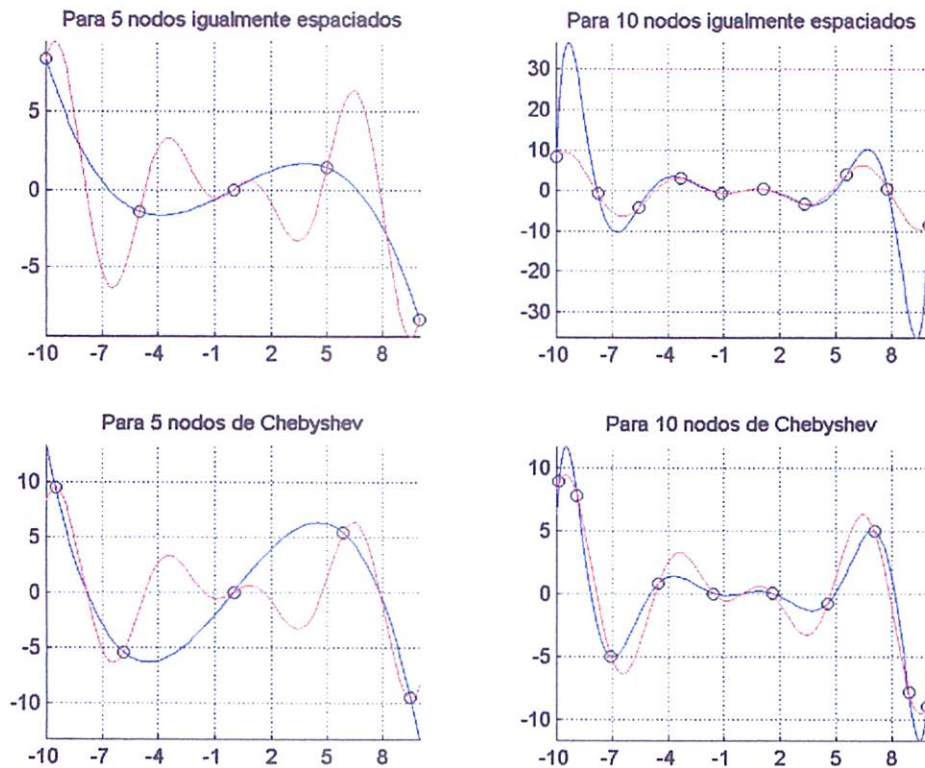 Para 5 nodos igualmente espaciados
5
0
-5
-10 -7 -4 -1 2 5 8
Para 10 nodos igualmente espaciados
30
20
10
0
-10
-20
-30
-10 -7 -4 -1 2 5 8
Para 5 nodos de Chebyshev
10
5
0
-5
-10
-10 -7 -4 -1 2 5 8
Para 10 nodos de Chebyshev
10
5
0
-5
-10
-10 -7 -4 -1 2 5 8